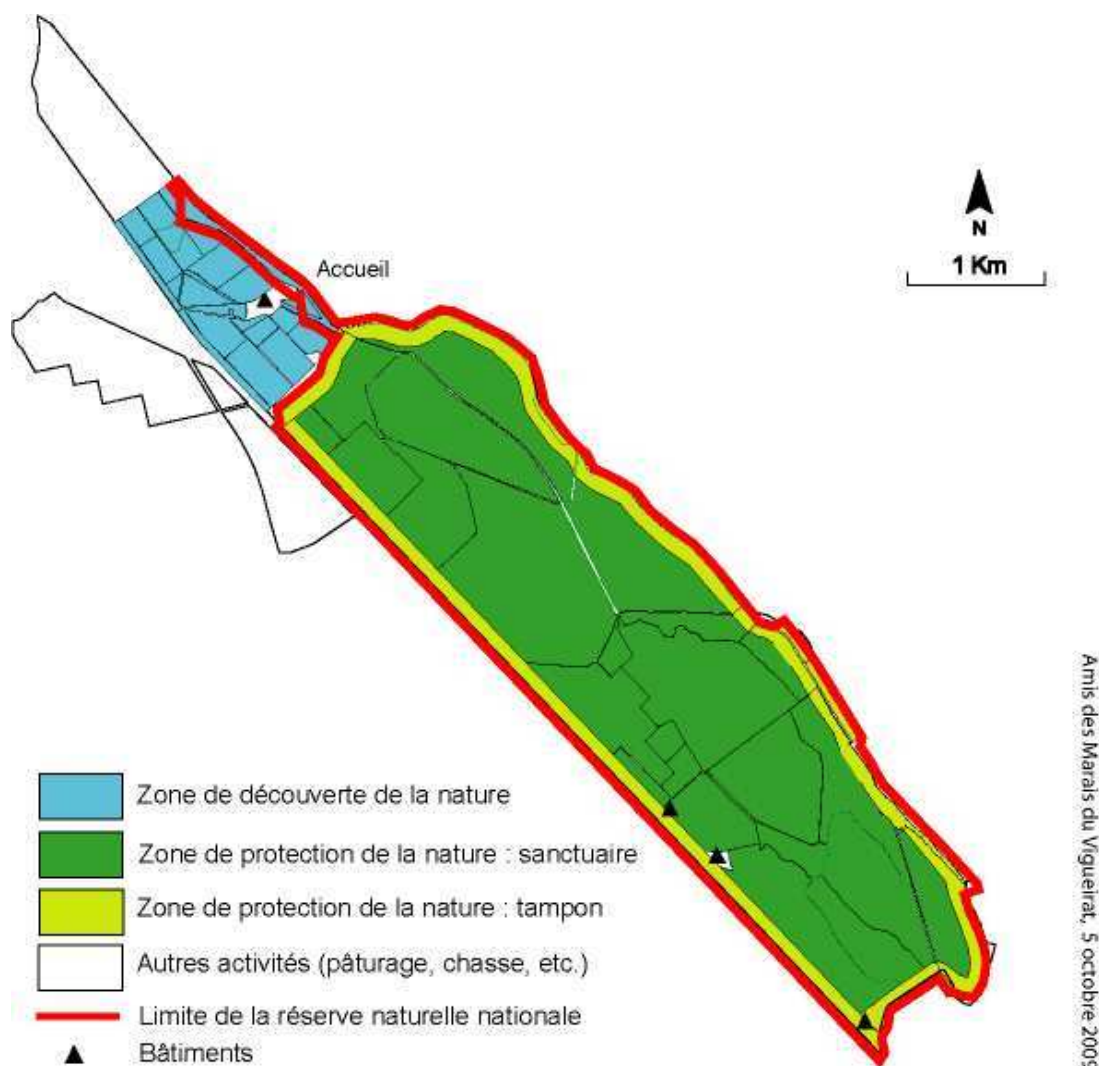 N
1 Km
Accueil
Zone de découverte de la nature
Zone de protection de la nature : sanctuaire
Zone de protection de la nature : tampon
Autres activités (pâturage, chasse, etc.)
Limite de la réserve naturelle nationale
Bâtiments
Amis des Marais du Vigueirat, 5 octobre 2009